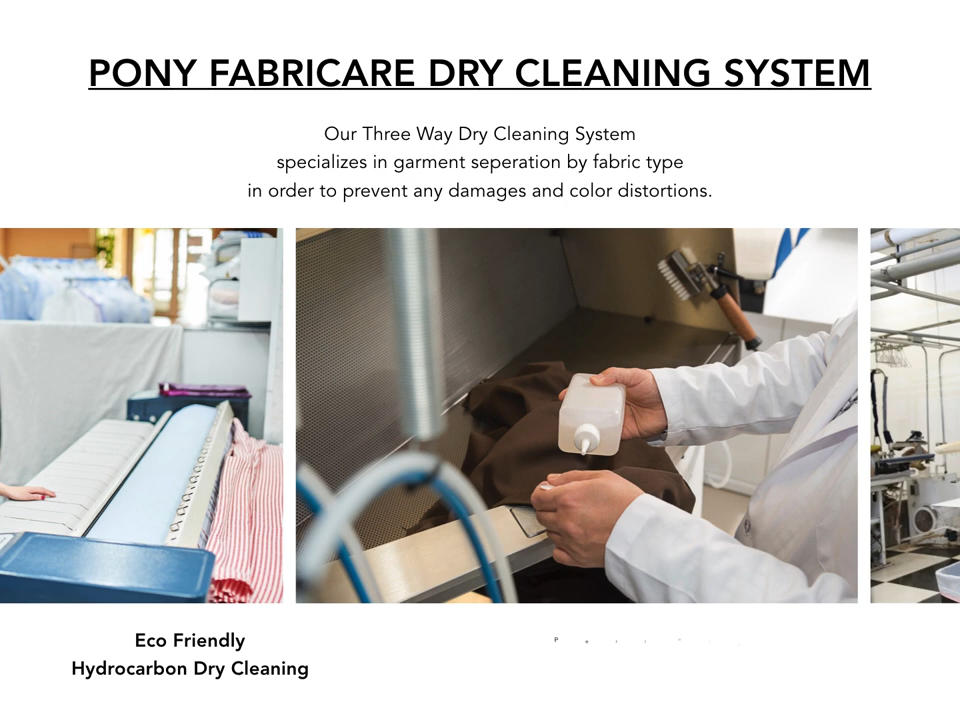 PONY FABRICARE DRY CLEANING SYSTEM
Our Three Way Dry Cleaning System
specializes in garment seperation by fabric type
in order to prevent any damages and color distortions.
Eco Friendly
Hydrocarbon Dry Cleaning